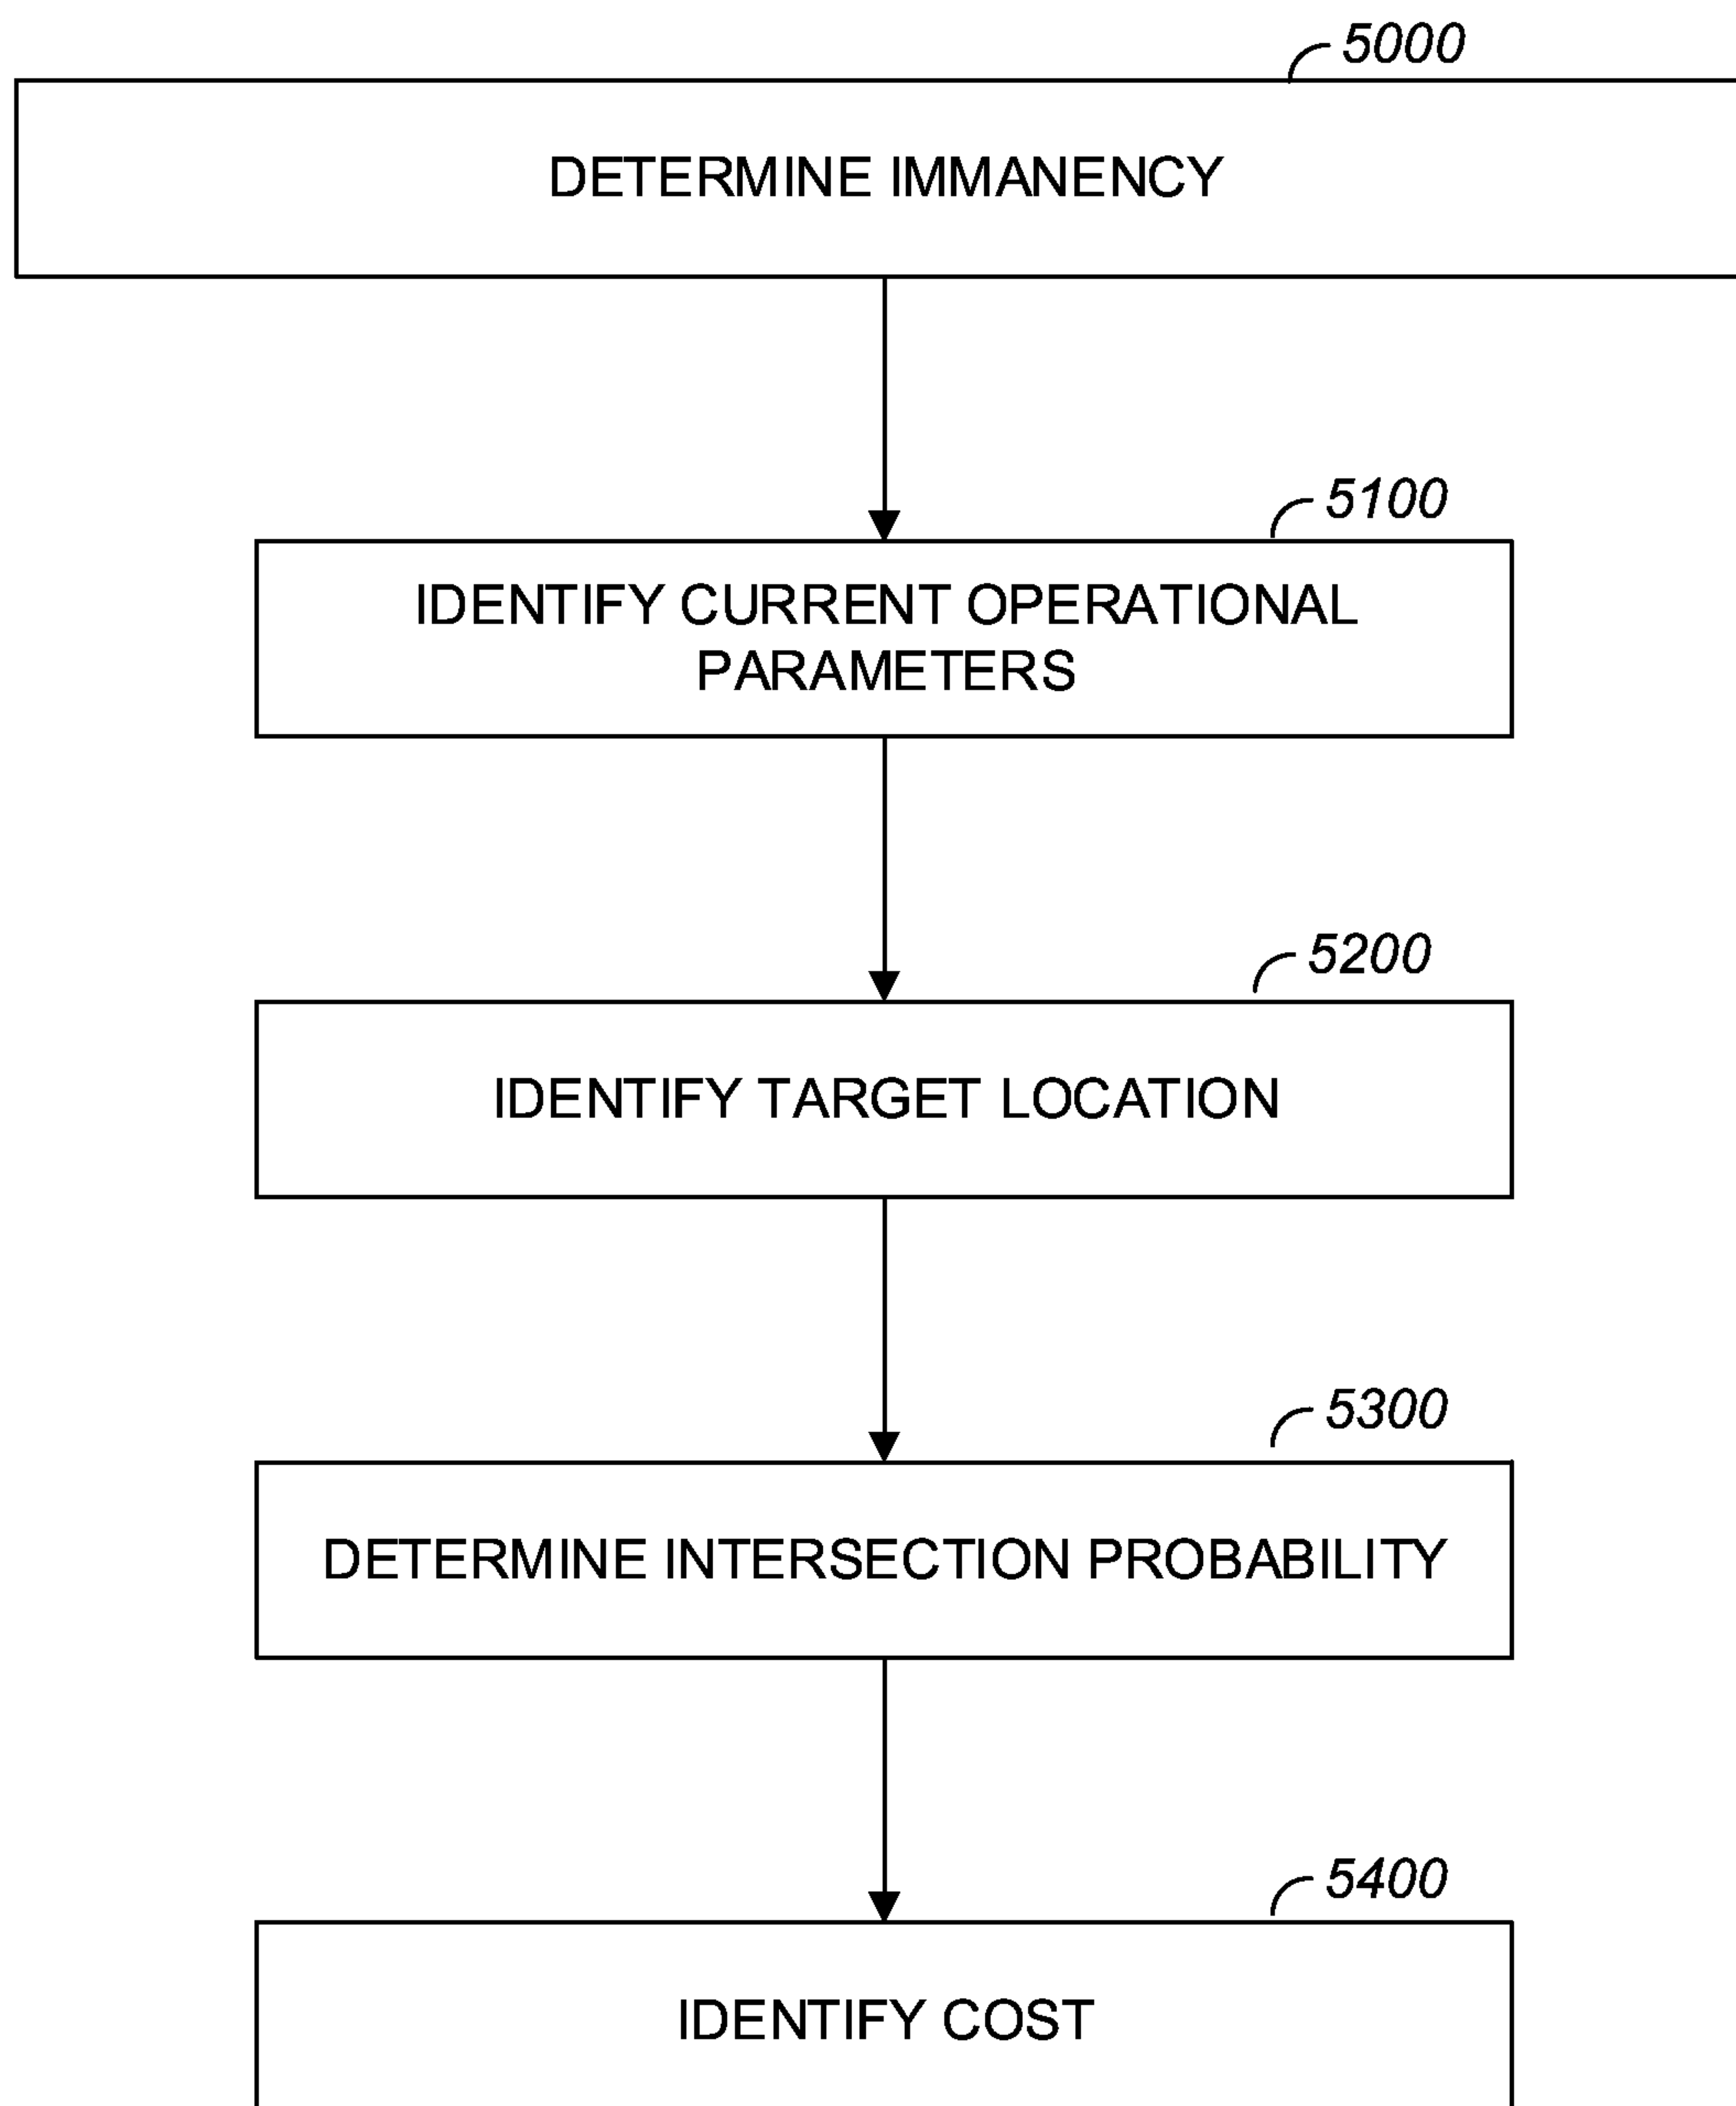 5000
DETERMINE IMMANENCY
5100
IDENTIFY CURRENT OPERATIONAL
PARAMETERS
5200
IDENTIFY TARGET LOCATION
5300
DETERMINE INTERSECTION PROBABILITY
5400
IDENTIFY COST